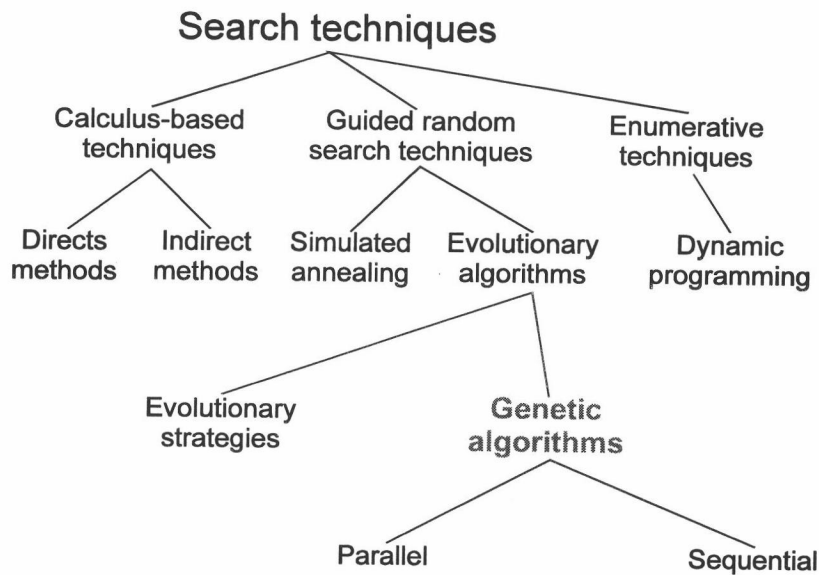 Search techniques
Calculus-based
techniques
Guided random
search techniques
Enumerative
techniques
Directs
methods
Indirect
methods
Simulated
annealing
Evolutionary
algorithms
Dynamic
programming
Evolutionary
strategies
Genetic
algorithms
Parallel
Sequential